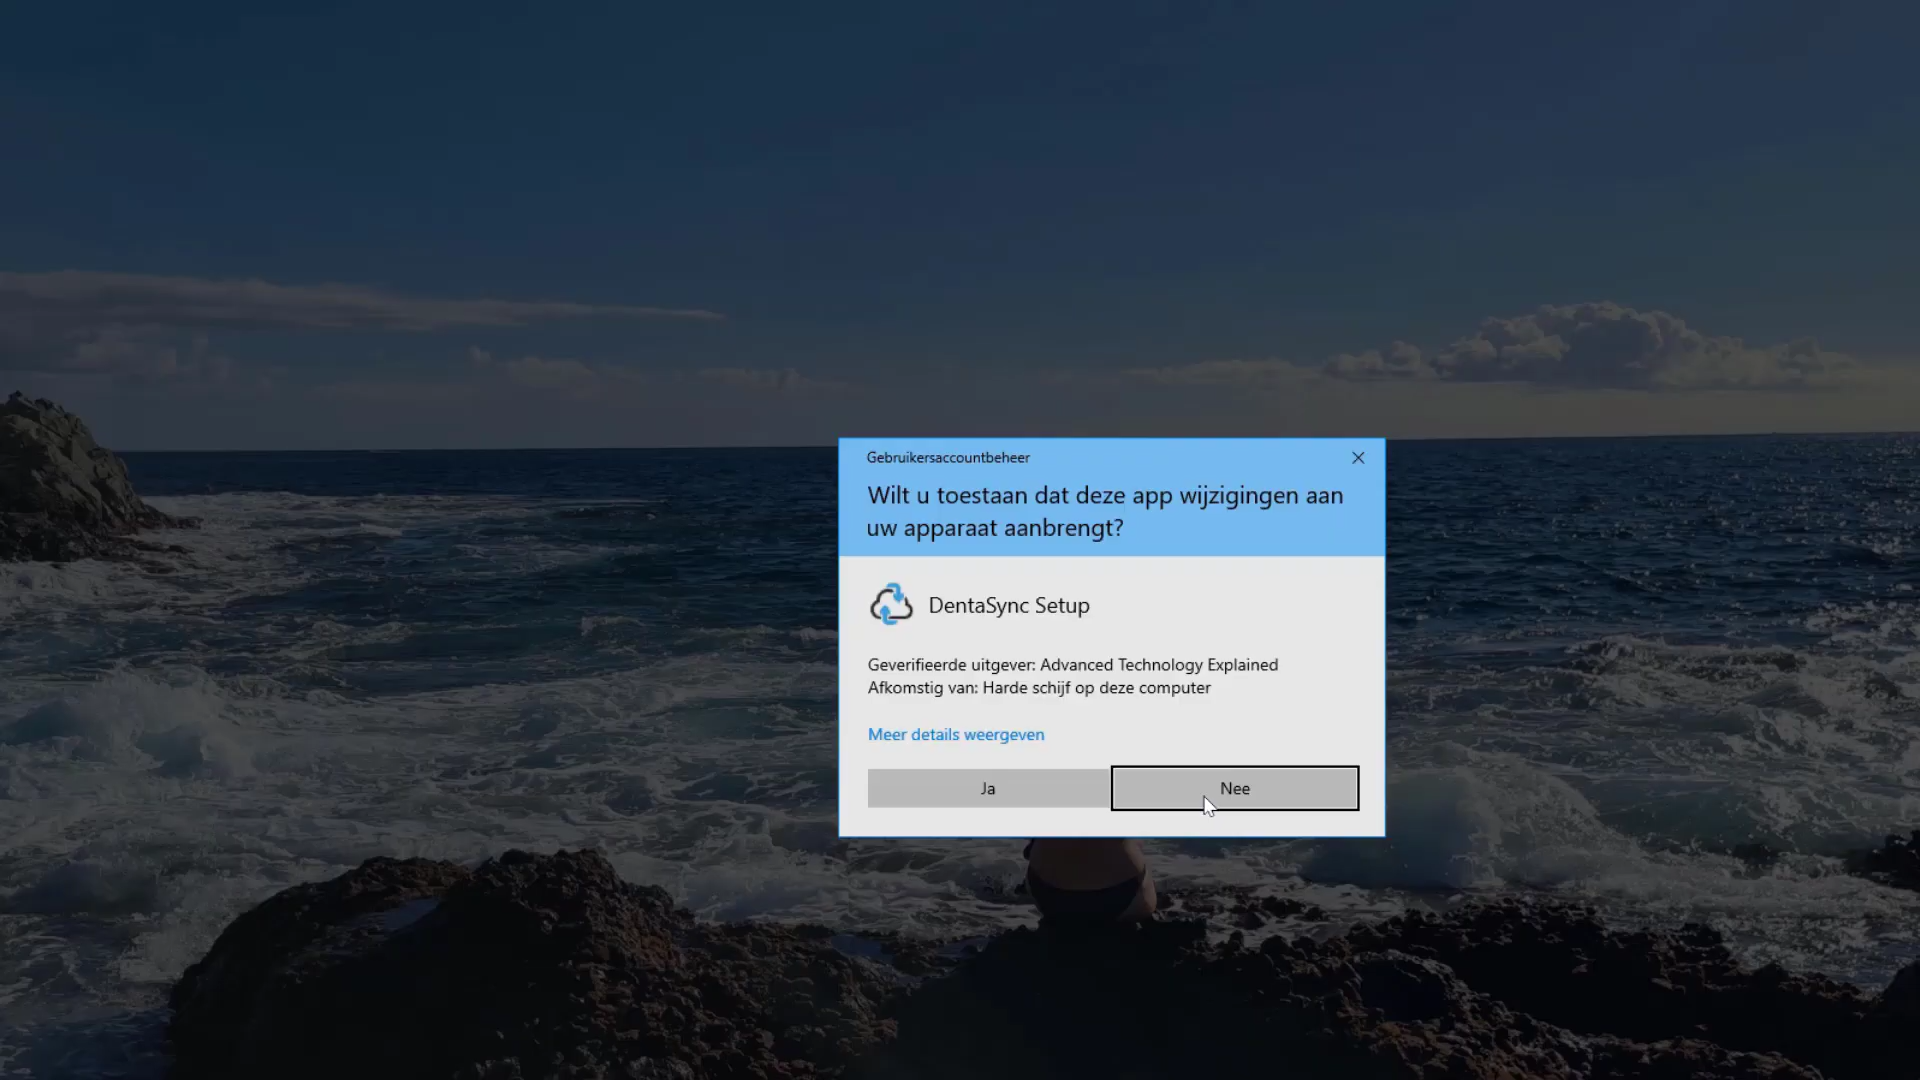 Gebruikersaccountbeheer
Wilt u toestaan dat deze app wijzigingen aan
uw apparaat aanbrengt?
DentaSync Setup
Geverifieerde uitgever: Advanced Technology Explained
Afkomstig van: Harde schijf op deze computer
Meer details weergeven
Ja
Nee